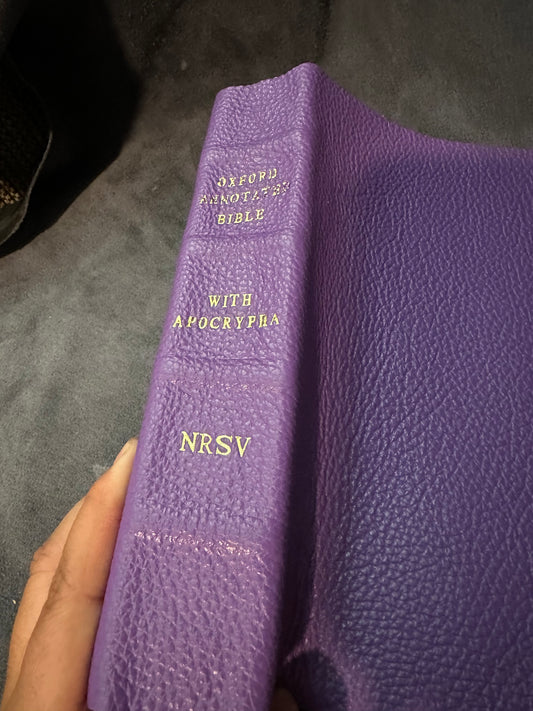 OXFORD
ANNOTATED
BIBLE
WITH
APOCRYPHA
NRSV